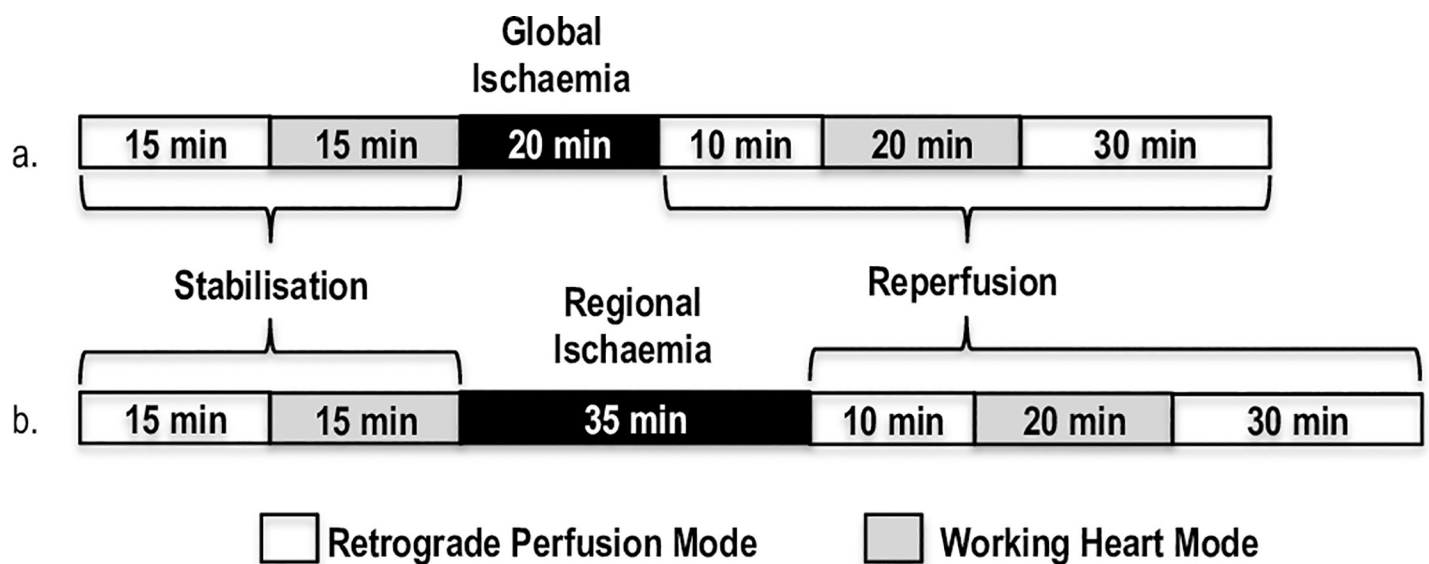 Global
Ischaemia
a. 15 min 15 min 20 min 10 min 20 min 30 min
Stabilisation
Reperfusion
Regional
Ischaemia
b. 15 min 15 min 35 min 10 min 20 min 30 min
Retrograde Perfusion Mode Working Heart Mode